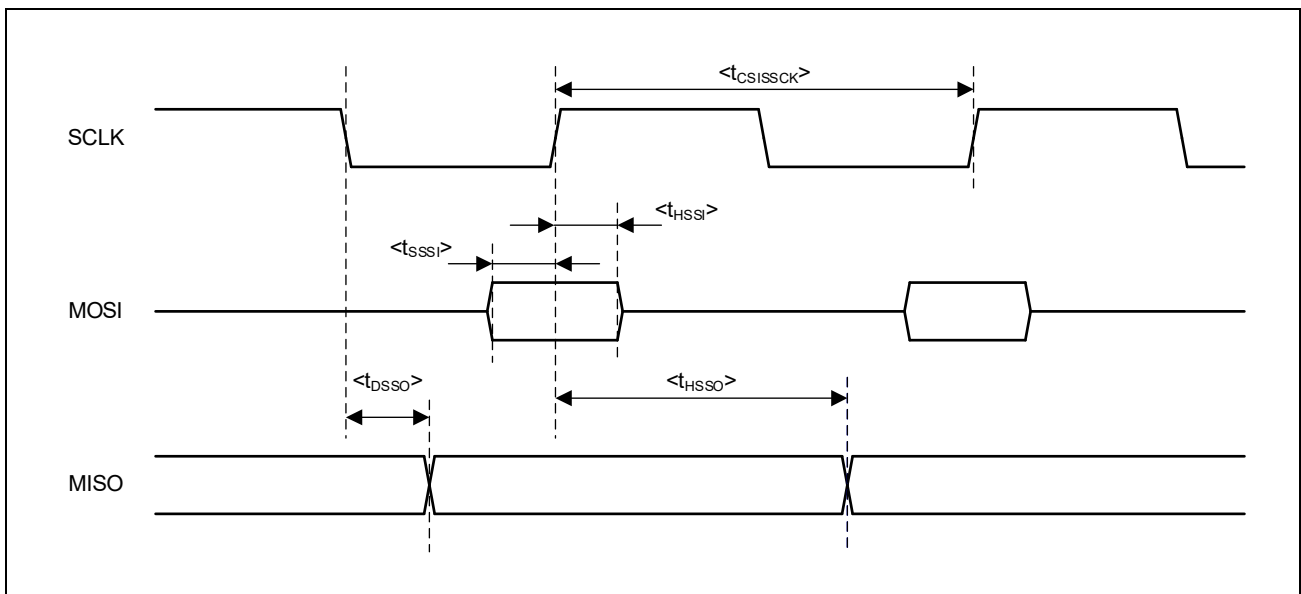 <tCSISSCK>
SCLK
<tHSSI>
<tSSSI>
MOSI
<tDSSO>
<tHSSO>
MISO